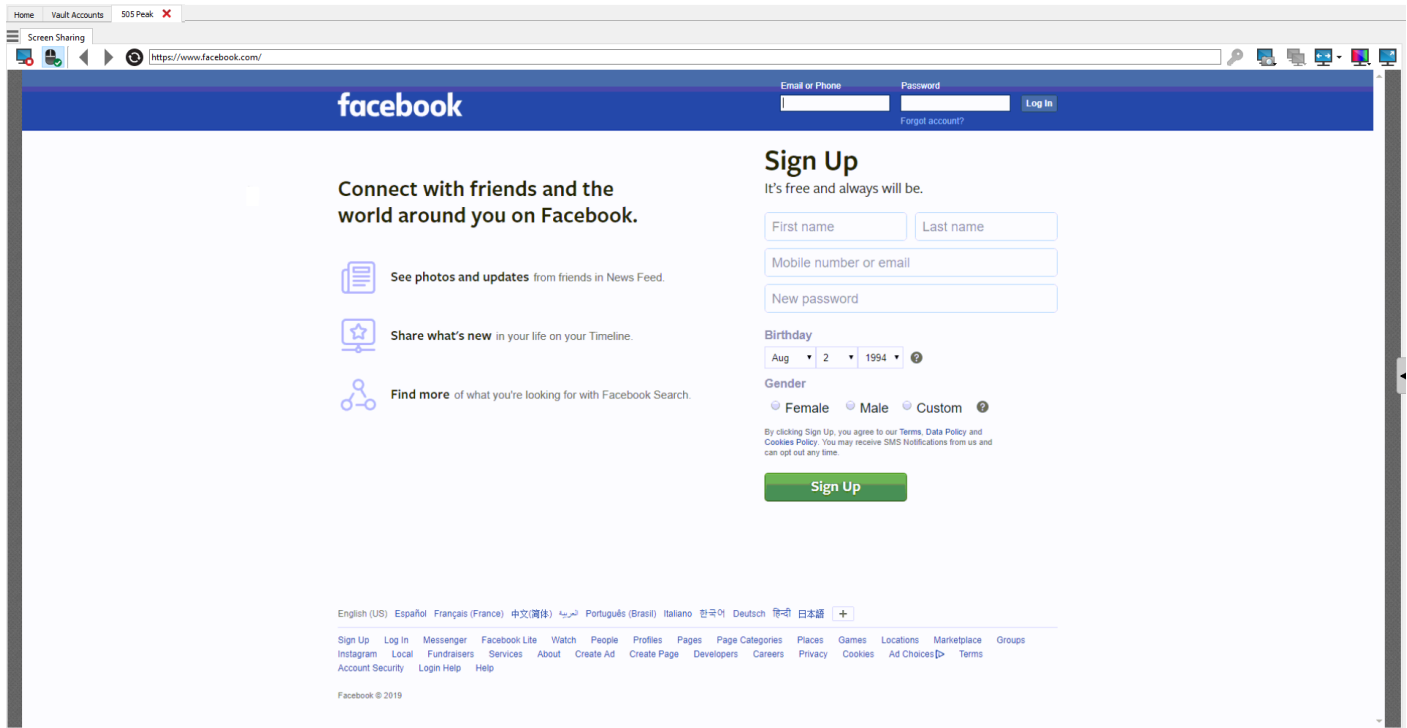 Home Vault Accounts 505 Peak
Screen Sharing
https://www.facebook.com/
facebook
Email or Phone Password
Log In
Forgot account?
Connect with friends and the
world around you on Facebook.
See photos and updates from friends in News Feed.
Share what's new in your life on your Timeline.
Find more of what you're looking for with Facebook Search.
Sign Up
It's free and always will be.
First name Last name
Mobile number or email
New password
Birthday
Aug 2 1994 ?
Gender
Female Male Custom ?
By clicking Sign Up, you agree to our Terms, Data Policy and
Cookies Policy. You may receive SMS Notifications from us and
can opt out any time.
Sign Up
English (US) Español Français (France) 中文(简体) العربية Português (Brasil) Italiano 한국어 Deutsch हिन्दी 日本語 +
Sign Up Log In Messenger Facebook Lite Watch People Profiles Pages Page Categories Places Games Locations Marketplace Groups
Instagram Local Fundraisers Services About Create Ad Create Page Developers Careers Privacy Cookies Ad Choices Terms
Account Security Login Help Help
Facebook © 2019